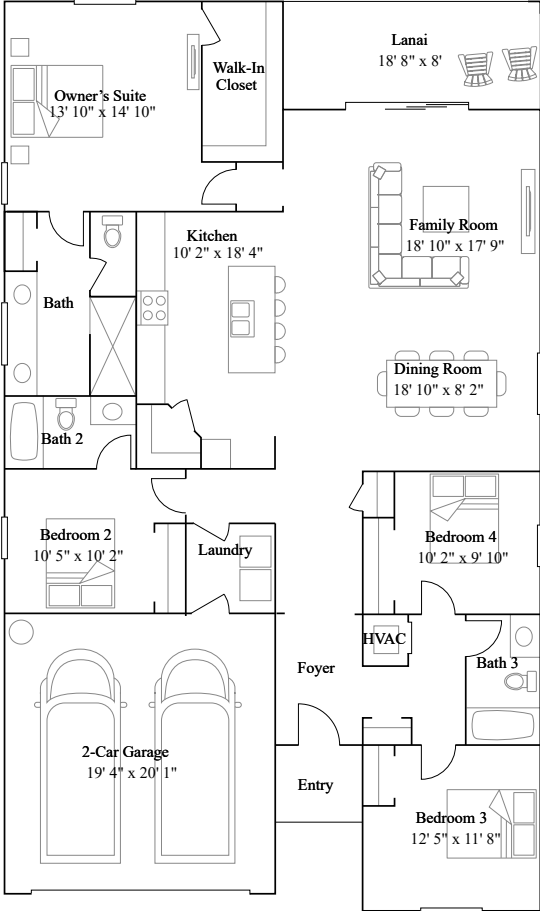 Lanai
18' 8" x 8'
Walk-In
Closet
Owner's Suite
13' 10" x 14' 10"
Family Room
18' 10" x 17' 9"
Kitchen
10' 2" x 18' 4"
Bath
Dining Room
18' 10" x 8' 2"
Bath 2
Bedroom 2
10' 5" x 10' 2"
Laundry
Bedroom 4
10' 2" x 9' 10"
HVAC
Bath 3
Foyer
2-Car Garage
19' 4" x 20' 1"
Entry
Bedroom 3
12' 5" x 11' 8"